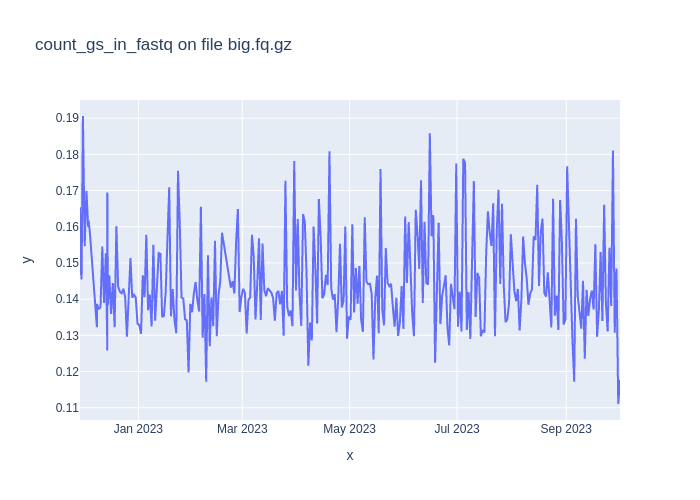 count_gs_in_fastq on file big.fq.gz
0.19
0.18
0.17
0.16
0.15
0.14
0.13
0.12
0.11
y
Jan 2023 Mar 2023 May 2023 Jul 2023 Sep 2023
x